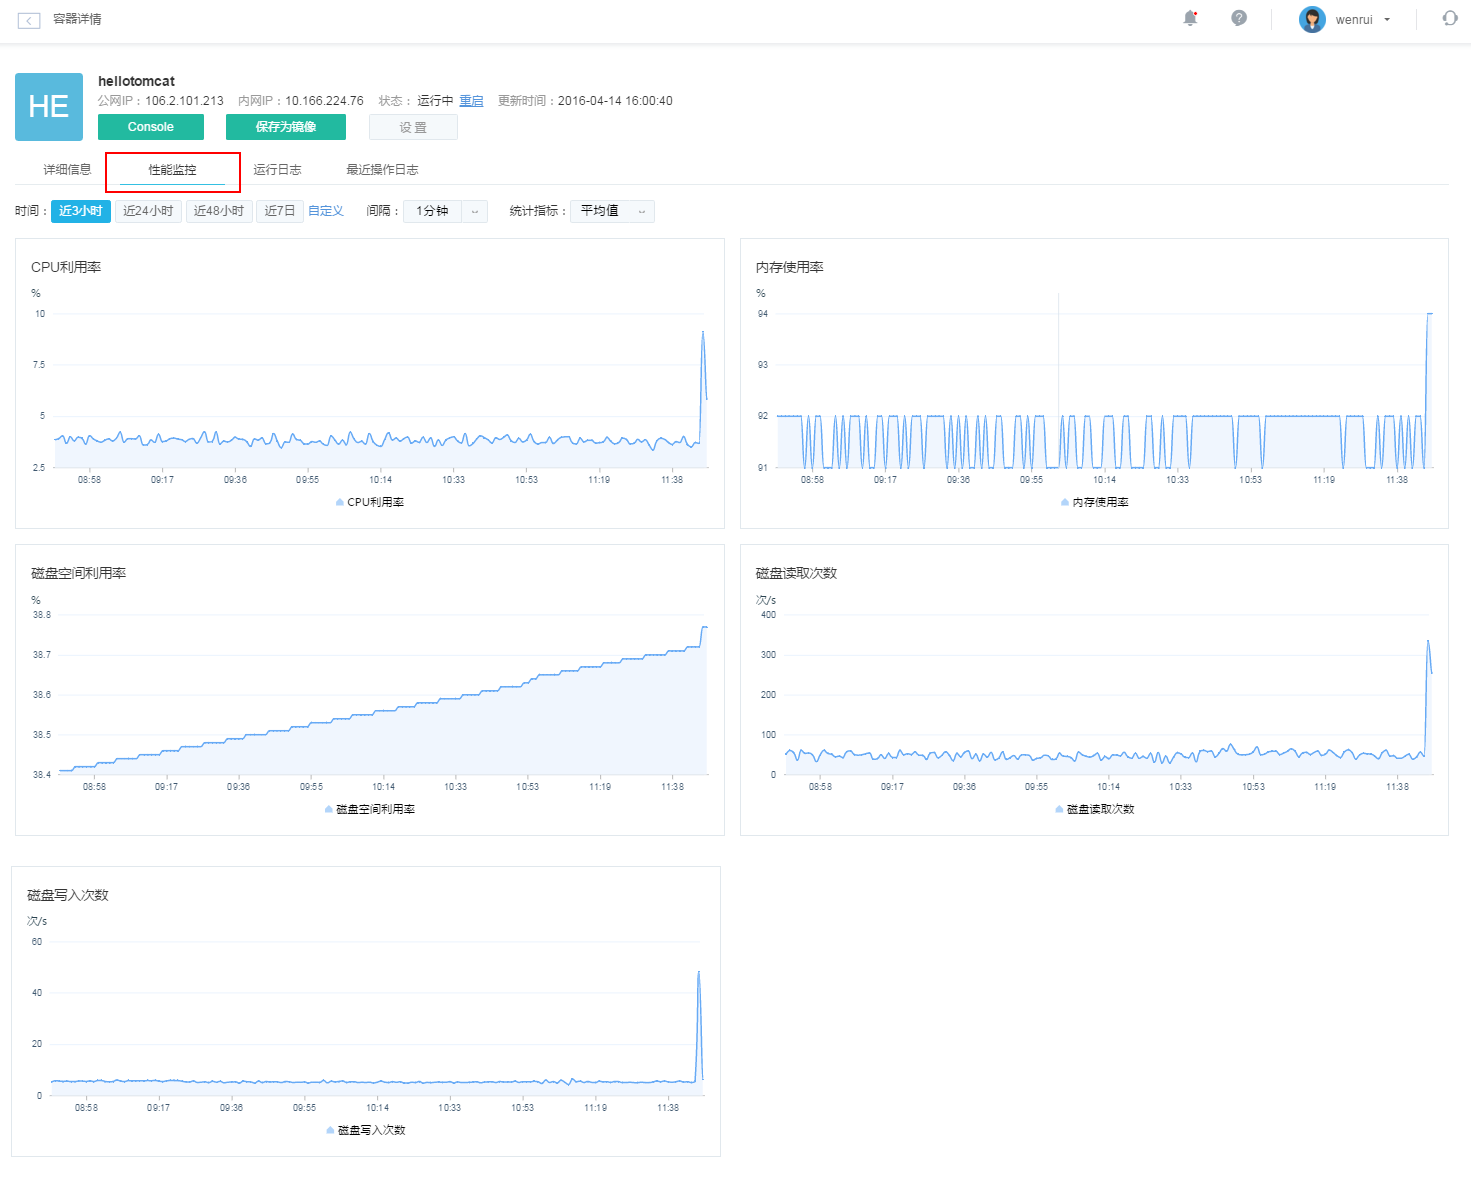 容器详情
? wenrui
HE
hellotomcat
公网IP：106.2.101.213 内网IP：10.166.224.76 状态： 运行中 重启 更新时间：2016-04-14 16:00:40
Console 保存为镜像 设 置
详细信息 性能监控 运行日志 最近操作日志
时间： 近3小时 近24小时 近48小时 近7日 自定义 间隔： 1分钟 统计指标： 平均值
CPU利用率
%
10
7.5
5
2.5
08:58 09:17 09:36 09:55 10:14 10:33 10:53 11:19 11:38
CPU利用率
内存使用率
%
94
93
92
91
08:58 09:17 09:36 09:55 10:14 10:33 10:53 11:19 11:38
内存使用率
磁盘空间利用率
%
38.8
38.7
38.6
38.5
38.4
08:58 09:17 09:36 09:55 10:14 10:33 10:53 11:19 11:38
磁盘空间利用率
磁盘读取次数
次/s
400
300
200
100
0
08:58 09:17 09:36 09:55 10:14 10:33 10:53 11:19 11:38
磁盘读取次数
磁盘写入次数
次/s
60
40
20
0
08:58 09:17 09:36 09:55 10:14 10:33 10:53 11:19 11:38
磁盘写入次数